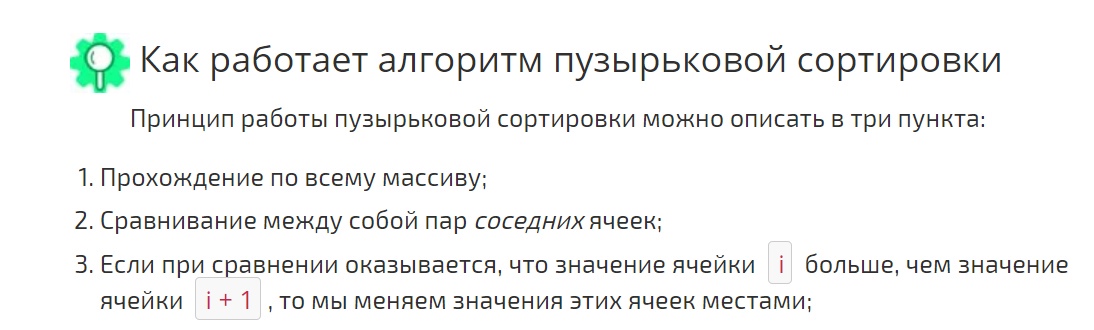 Как работает алгоритм пузырьковой сортировки
Принцип работы пузырьковой сортировки можно описать в три пункта:
1. Прохождение по всему массиву;
2. Сравнивание между собой пар соседних ячеек;
3. Если при сравнении оказывается, что значение ячейки i больше, чем значение
ячейки i + 1 , то мы меняем значения этих ячеек местами;